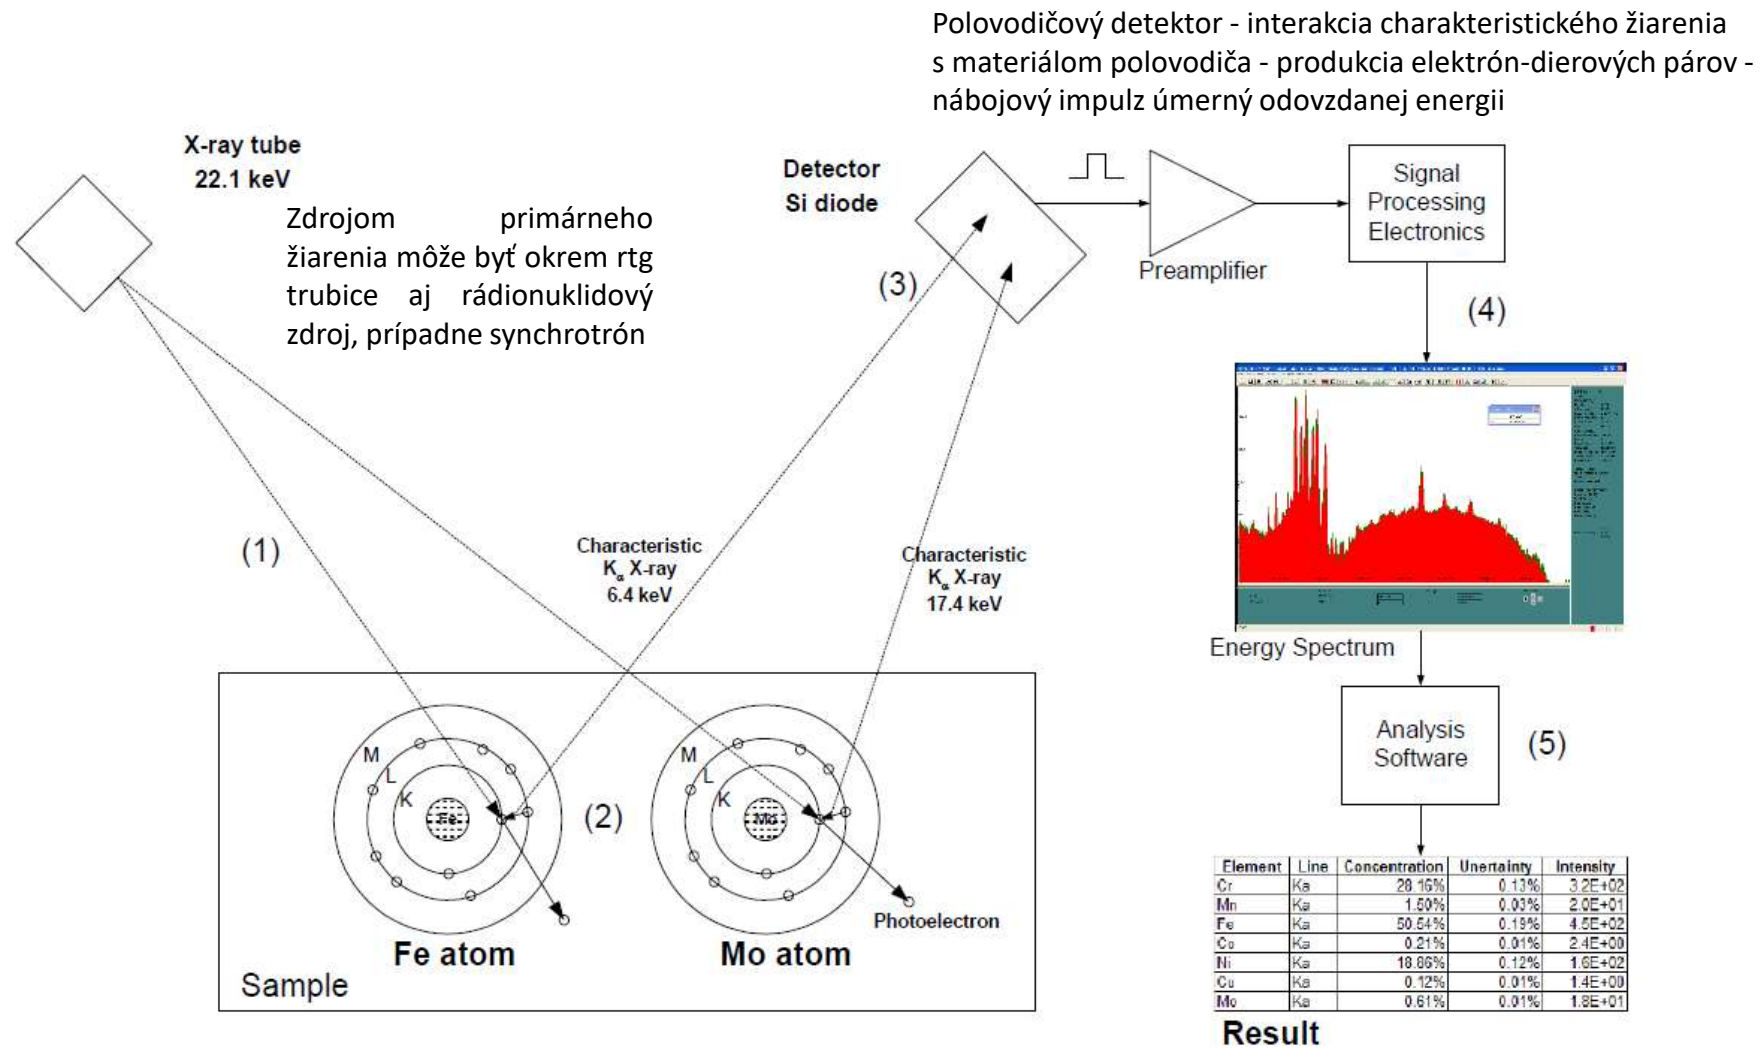 Polovodičový detektor - interakcia charakteristického žiarenia
s materiálom polovodiča - produkcia elektrón-dierových párov -
nábojový impulz úmerný odovzdanej energii
X-ray tube
22.1 keV
Zdrojom primárneho
žiarenia môže byť okrem rtg
trubice aj rádionuklidový
zdroj, prípadne synchrotrón
Detector
Si diode
Preamplifier
Signal
Processing
Electronics
(1)
(3)
(4)
Characteristic
Kα X-ray
6.4 keV
Characteristic
Kα X-ray
17.4 keV
Energy Spectrum
Analysis
Software
(5)
M
L
K
Fe
(2)
M
L
K
Mo
Photoelectron
Fe atom
Mo atom
Sample
Element Line Concentration Unertainty Intensity
Cr Ka 28.16% 0.13% 3.2E+02
Mn Ka 1.50% 0.03% 2.0E+01
Fe Ka 50.54% 0.19% 4.5E+02
Co Ka 0.21% 0.01% 2.4E+00
Ni Ka 18.86% 0.12% 1.6E+02
Cu Ka 0.12% 0.01% 1.4E+00
Mo Ka 0.61% 0.01% 1.8E+01
Result